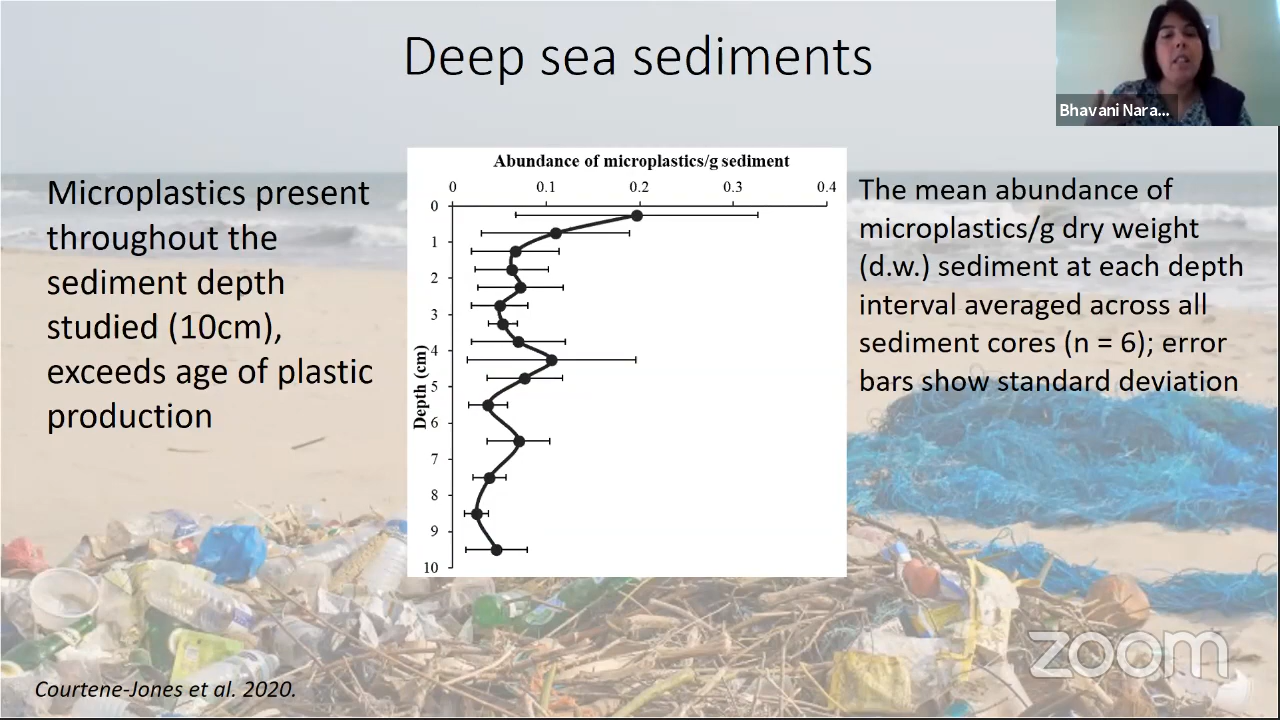 Deep sea sediments
Bhavani Nara...
Microplastics present
throughout the
sediment depth
studied (10cm),
exceeds age of plastic
production
Abundance of microplastics/g sediment
0 0.1 0.2 0.3 0.4
0
1
2
3
4
5
6
7
8
9
10
Depth (cm)
The mean abundance of
microplastics/g dry weight
(d.w.) sediment at each depth
interval averaged across all
sediment cores (n = 6); error
bars show standard deviation
zoom
Courtene-Jones et al. 2020.